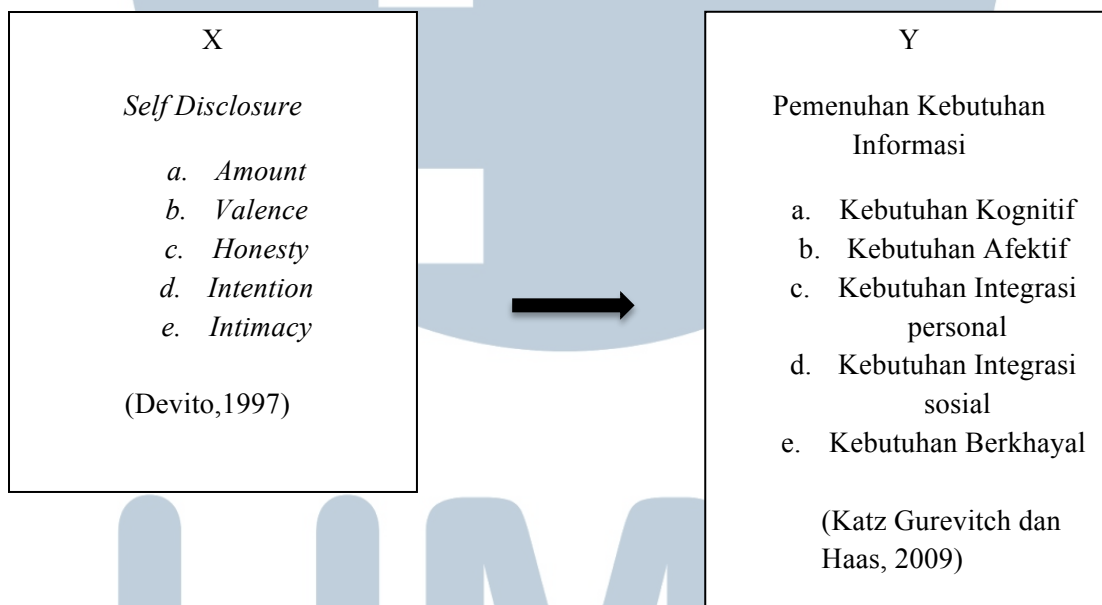 X
Self Disclosure
a. Amount
b. Valence
c. Honesty
d. Intention
e. Intimacy
(Devito,1997)
Y
Pemenuhan Kebutuhan
Informasi
a. Kebutuhan Kognitif
b. Kebutuhan Afektif
c. Kebutuhan Integrasi
personal
d. Kebutuhan Integrasi
sosial
e. Kebutuhan Berkhayal
(Katz Gurevitch dan
Haas, 2009)